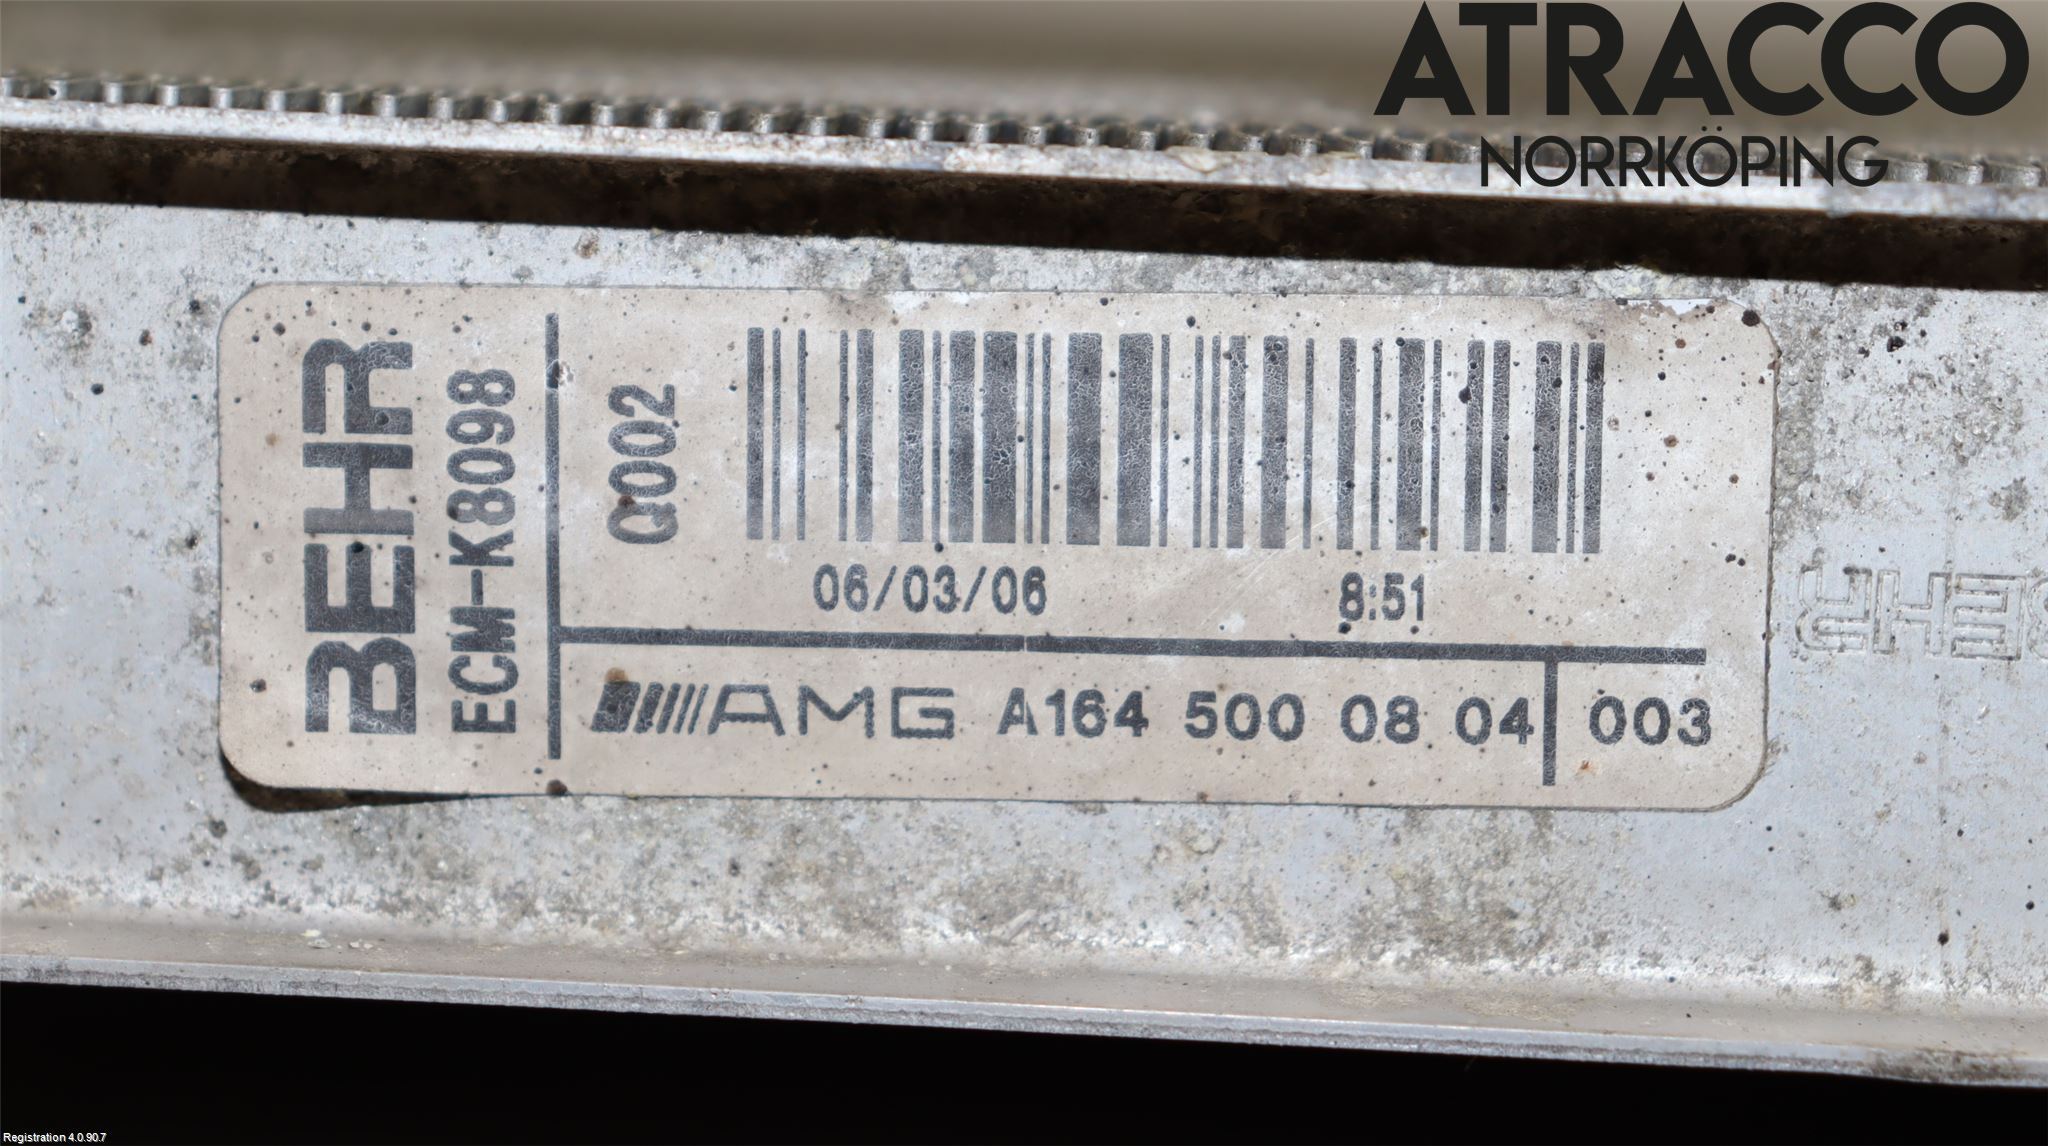 ATRACCO
NORRKÖPING
BEHR
ECM-K8098
Q002
06/03/06 8:51
AMG A164 500 08 04 003
BEHR
Registration 4.0.90.7